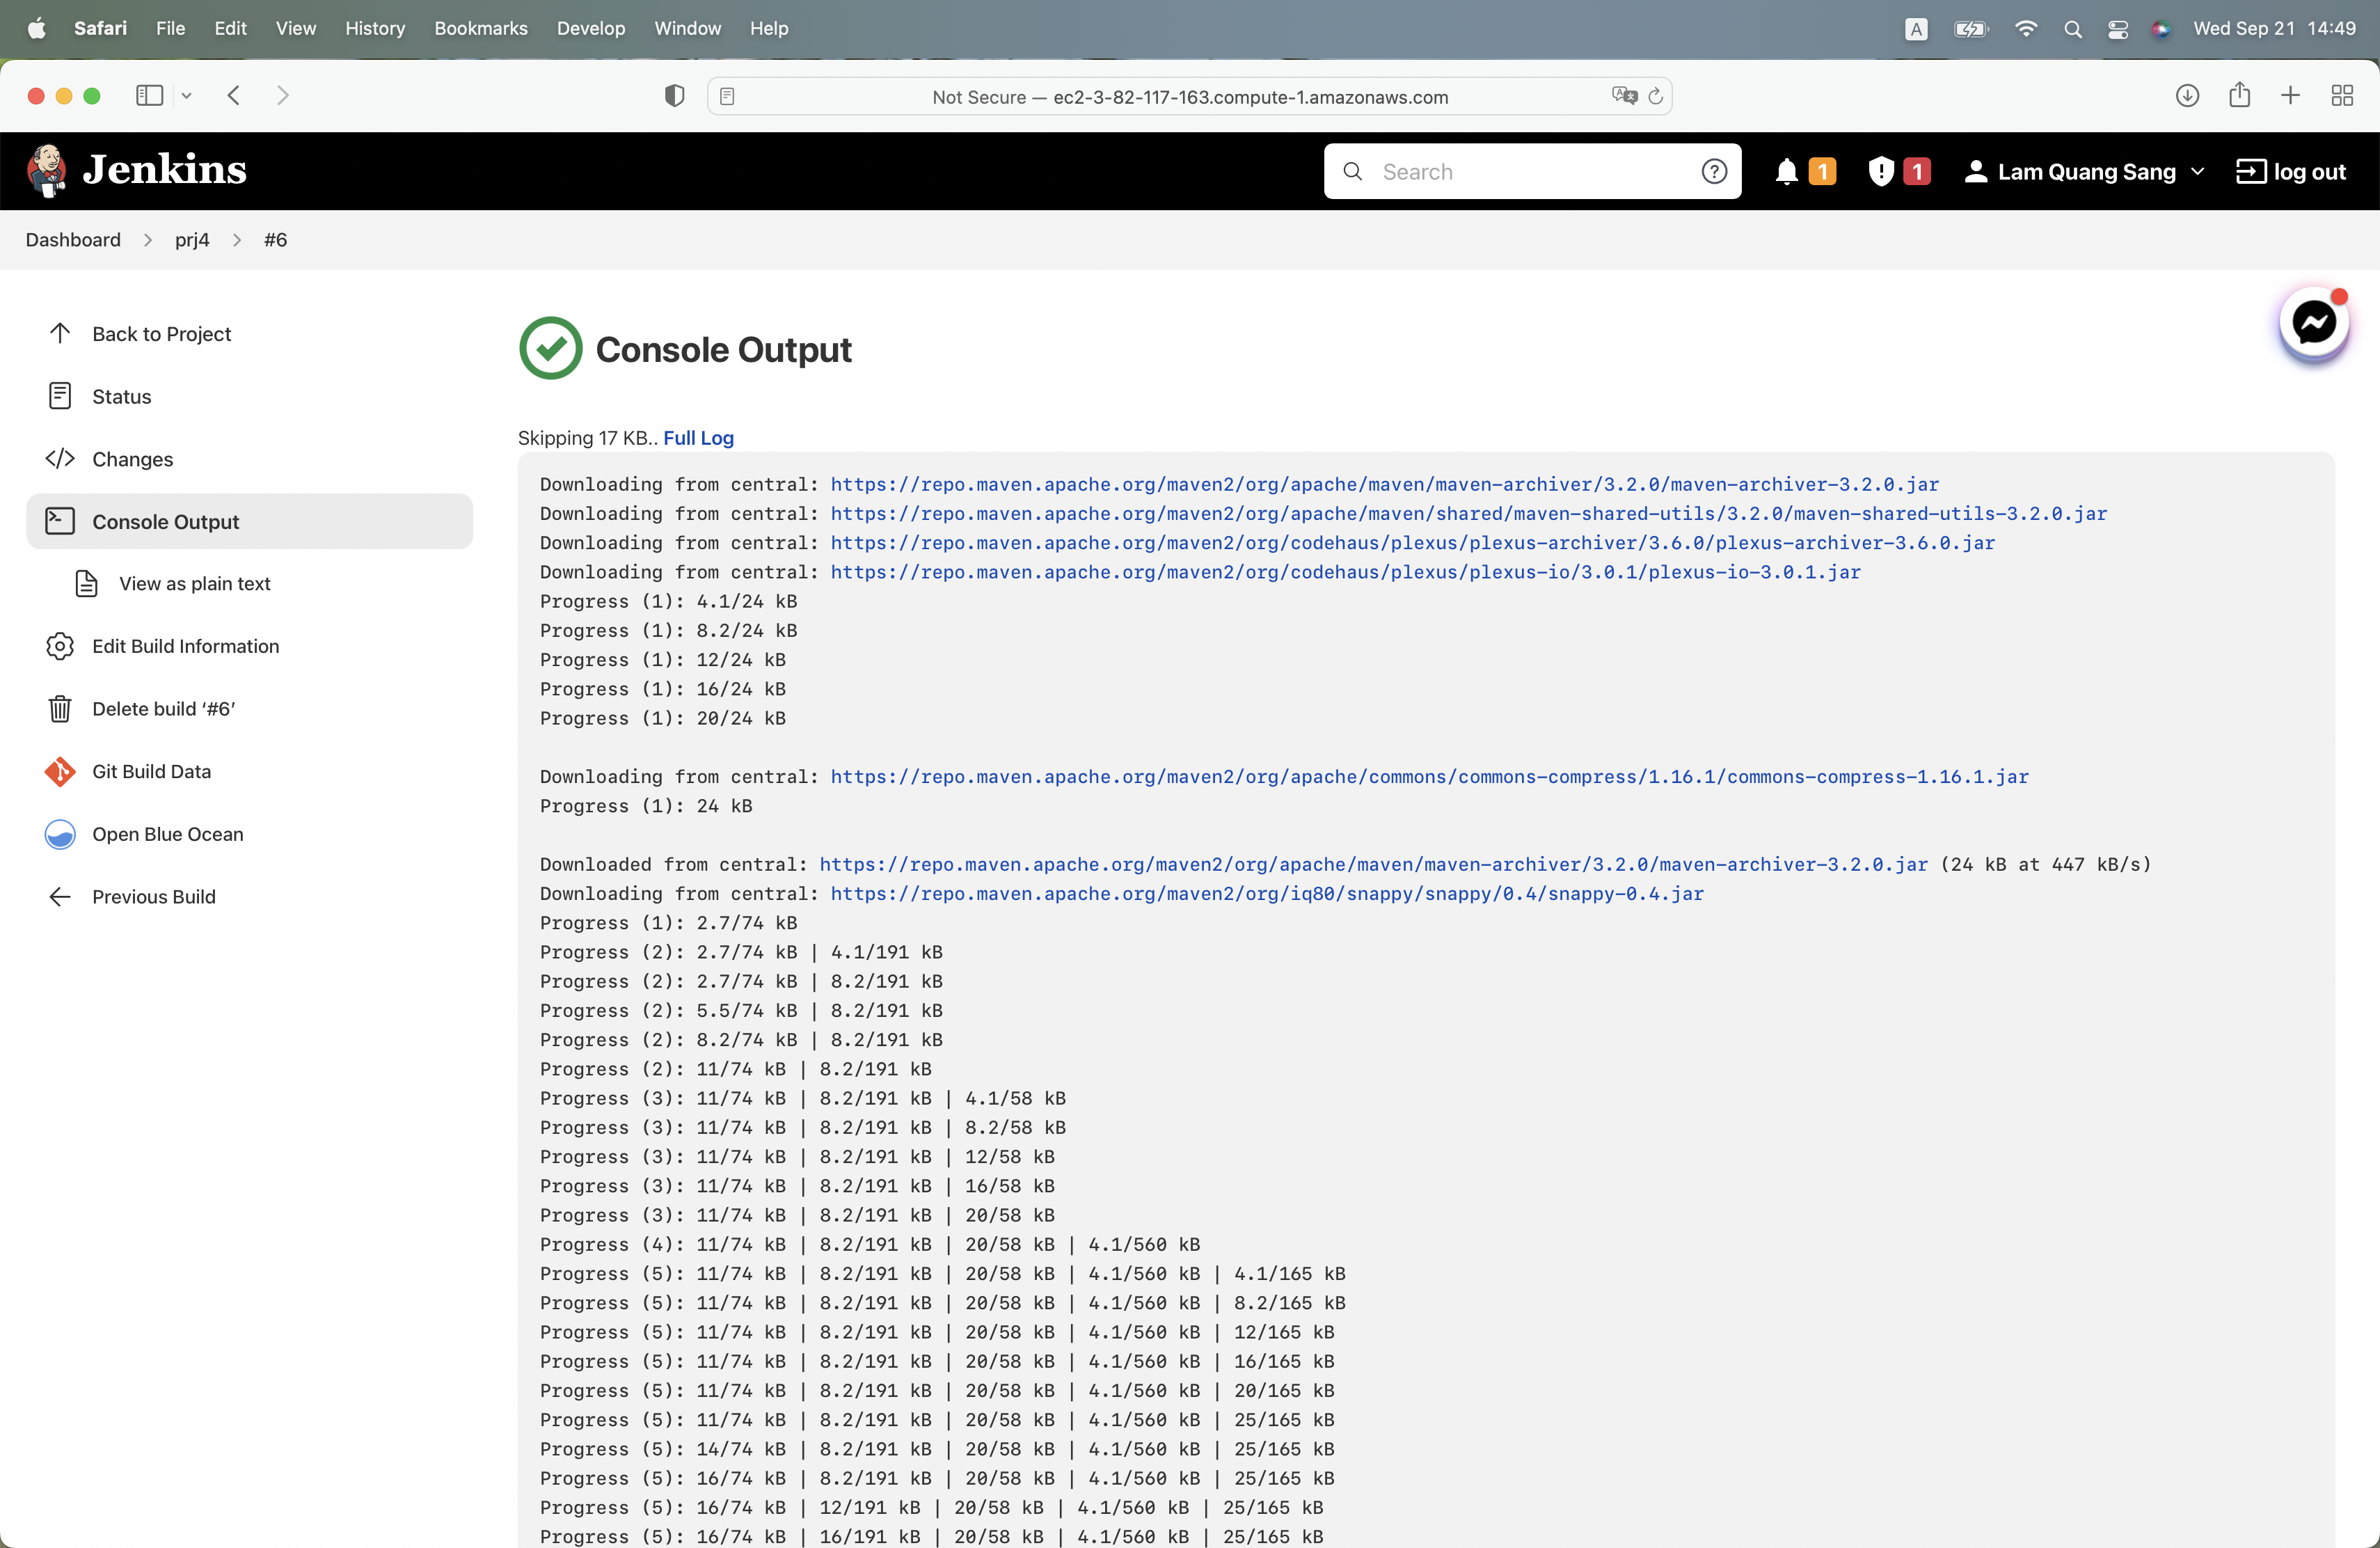 Safari File Edit View History Bookmarks Develop Window Help A Wed Sep 21 14:49
Not Secure — ec2-3-82-117-163.compute-1.amazonaws.com
Jenkins
Search
1
1
Lam Quang Sang
log out
Dashboard > prj4 > #6
Back to Project
Status
Changes
Console Output
View as plain text
Edit Build Information
Delete build ‘#6’
Git Build Data
Open Blue Ocean
Previous Build
Console Output
Skipping 17 KB.. Full Log
Downloading from central: https://repo.maven.apache.org/maven2/org/apache/maven/maven-archiver/3.2.0/maven-archiver-3.2.0.jar
Downloading from central: https://repo.maven.apache.org/maven2/org/apache/maven/shared/maven-shared-utils/3.2.0/maven-shared-utils-3.2.0.jar
Downloading from central: https://repo.maven.apache.org/maven2/org/codehaus/plexus/plexus-archiver/3.6.0/plexus-archiver-3.6.0.jar
Downloading from central: https://repo.maven.apache.org/maven2/org/codehaus/plexus/plexus-io/3.0.1/plexus-io-3.0.1.jar
Progress (1): 4.1/24 kB
Progress (1): 8.2/24 kB
Progress (1): 12/24 kB
Progress (1): 16/24 kB
Progress (1): 20/24 kB
Downloading from central: https://repo.maven.apache.org/maven2/org/apache/commons/commons-compress/1.16.1/commons-compress-1.16.1.jar
Progress (1): 24 kB
Downloaded from central: https://repo.maven.apache.org/maven2/org/apache/maven/maven-archiver/3.2.0/maven-archiver-3.2.0.jar (24 kB at 447 kB/s)
Downloading from central: https://repo.maven.apache.org/maven2/org/iq80/snappy/snappy/0.4/snappy-0.4.jar
Progress (1): 2.7/74 kB
Progress (2): 2.7/74 kB | 4.1/191 kB
Progress (2): 2.7/74 kB | 8.2/191 kB
Progress (2): 5.5/74 kB | 8.2/191 kB
Progress (2): 8.2/74 kB | 8.2/191 kB
Progress (2): 11/74 kB | 8.2/191 kB
Progress (3): 11/74 kB | 8.2/191 kB | 4.1/58 kB
Progress (3): 11/74 kB | 8.2/191 kB | 8.2/58 kB
Progress (3): 11/74 kB | 8.2/191 kB | 12/58 kB
Progress (3): 11/74 kB | 8.2/191 kB | 16/58 kB
Progress (3): 11/74 kB | 8.2/191 kB | 20/58 kB
Progress (4): 11/74 kB | 8.2/191 kB | 20/58 kB | 4.1/560 kB
Progress (5): 11/74 kB | 8.2/191 kB | 20/58 kB | 4.1/560 kB | 4.1/165 kB
Progress (5): 11/74 kB | 8.2/191 kB | 20/58 kB | 4.1/560 kB | 8.2/165 kB
Progress (5): 11/74 kB | 8.2/191 kB | 20/58 kB | 4.1/560 kB | 12/165 kB
Progress (5): 11/74 kB | 8.2/191 kB | 20/58 kB | 4.1/560 kB | 16/165 kB
Progress (5): 11/74 kB | 8.2/191 kB | 20/58 kB | 4.1/560 kB | 20/165 kB
Progress (5): 11/74 kB | 8.2/191 kB | 20/58 kB | 4.1/560 kB | 25/165 kB
Progress (5): 14/74 kB | 8.2/191 kB | 20/58 kB | 4.1/560 kB | 25/165 kB
Progress (5): 16/74 kB | 8.2/191 kB | 20/58 kB | 4.1/560 kB | 25/165 kB
Progress (5): 16/74 kB | 12/191 kB | 20/58 kB | 4.1/560 kB | 25/165 kB
Progress (5): 16/74 kB | 16/191 kB | 20/58 kB | 4.1/560 kB | 25/165 kB